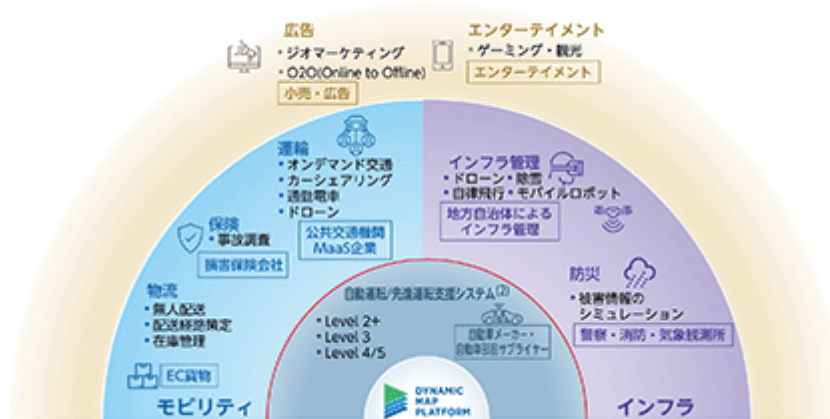 広告
・ジオマーケティング
・O2O(Online to Offline)
小売・広告
エンターテイメント
・ゲーミング・観光
エンターテイメント
運輸
・オンデマンド交通
・カーシェアリング
・通勤電車
・ドローン
公共交通機関
MaaS企業
保険
・事故調査
損害保険会社
物流
・無人配送
・配送経路策定
・在庫管理
EC貨物
モビリティ
インフラ管理
・ドローン・除雪
・自律飛行・モバイルロボット
地方自治体による
インフラ管理
防災
・被害情報の
シミュレーション
警察・消防・気象観測所
インフラ
自動運転/先進運転支援システム(2)
・Level 2+
・Level 3
・Level 4/5
自動車メーカー・
自動車部品サプライヤー
DYNAMIC
MAP
PLATFORM